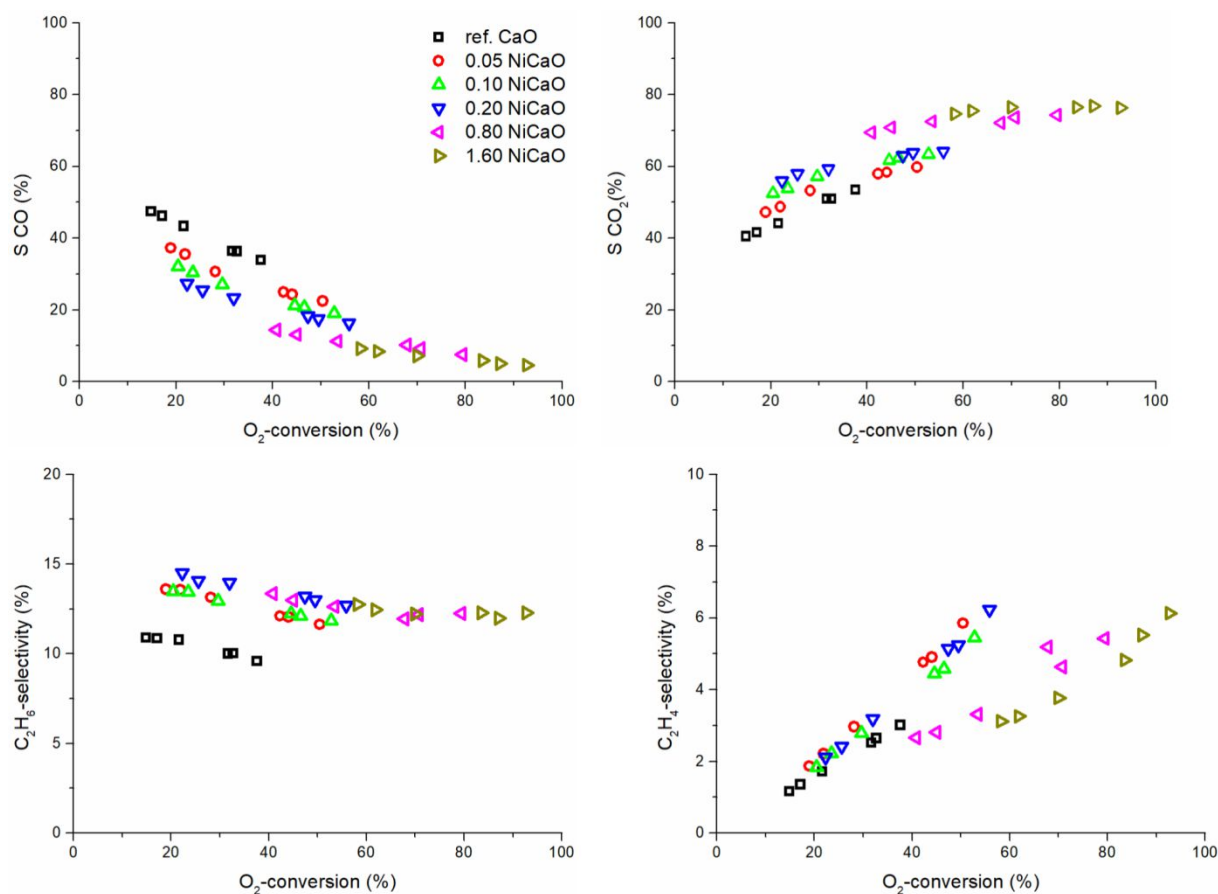 100
80
60
40
20
0
S CO (%)
0 20 40 60 80 100
O₂-conversion (%)
ref. CaO
0.05 NiCaO
0.10 NiCaO
0.20 NiCaO
0.80 NiCaO
1.60 NiCaO
100
80
60
40
20
0
S CO₂(%)
0 20 40 60 80 100
O₂-conversion (%)
20
15
10
5
0
C₂H₆-selectivity (%)
0 20 40 60 80 100
O₂-conversion (%)
10
8
6
4
2
0
C₂H₄-selectivity (%)
0 20 40 60 80 100
O₂-conversion (%)